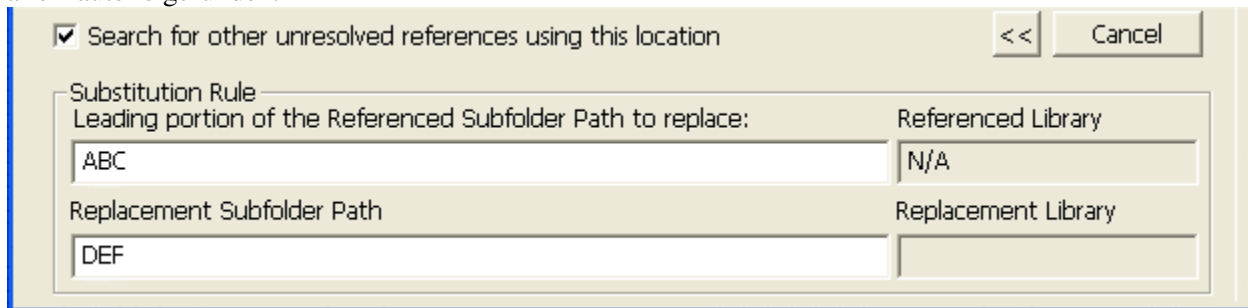 Search for other unresolved references using this location
<< Cancel
Substitution Rule
Leading portion of the Referenced Subfolder Path to replace: Referenced Library
ABC N/A
Replacement Subfolder Path Replacement Library
DEF